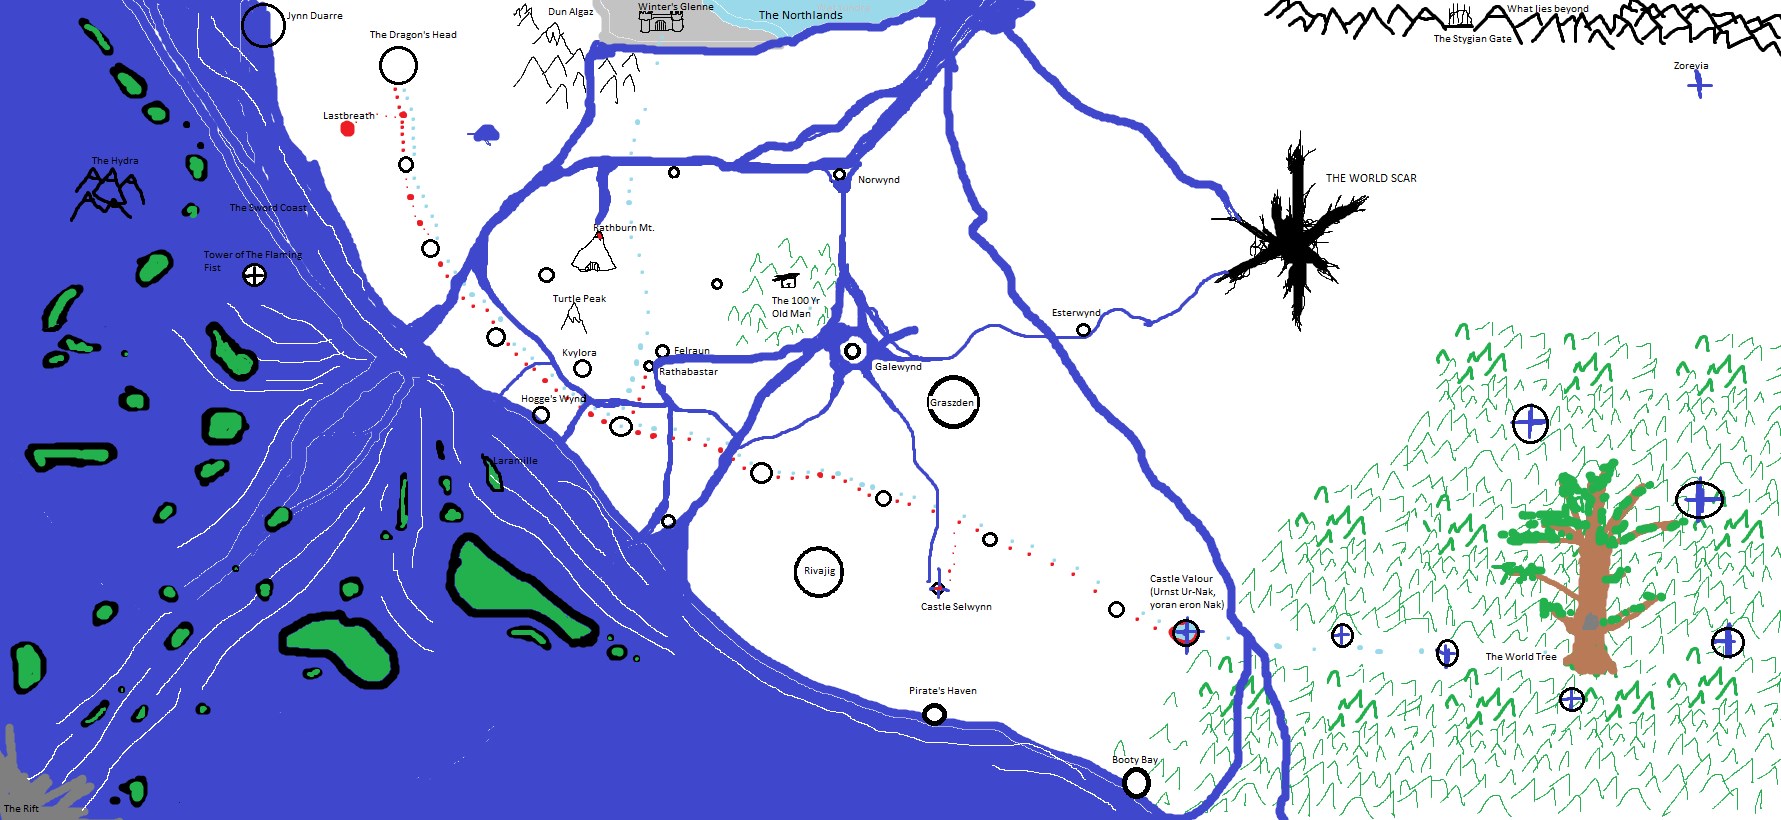 Jynn Duarre
The Dragon's Head
Dun Algaz
Winter's Glenne
The Northlands
What lies beyond
The Stygian Gate
Zorevia
Lastbreath
The Hydra
The Sword Coast
Tower of The Flaming
Fist
Norwynd
THE WORLD SCAR
Rathburn Mt.
Turtle Peak
The 100 Yr
Old Man
Esterwynd
Kvylora
Felraun
Rathabastar
Galewynd
Hogge's Wynd
Graszden
Laramille
Rivajig
Castle Selwynn
Castle Valour
(Urnst Ur-Nak,
yoran eron Nak)
The World Tree
Pirate's Haven
Booty Bay
The Rift